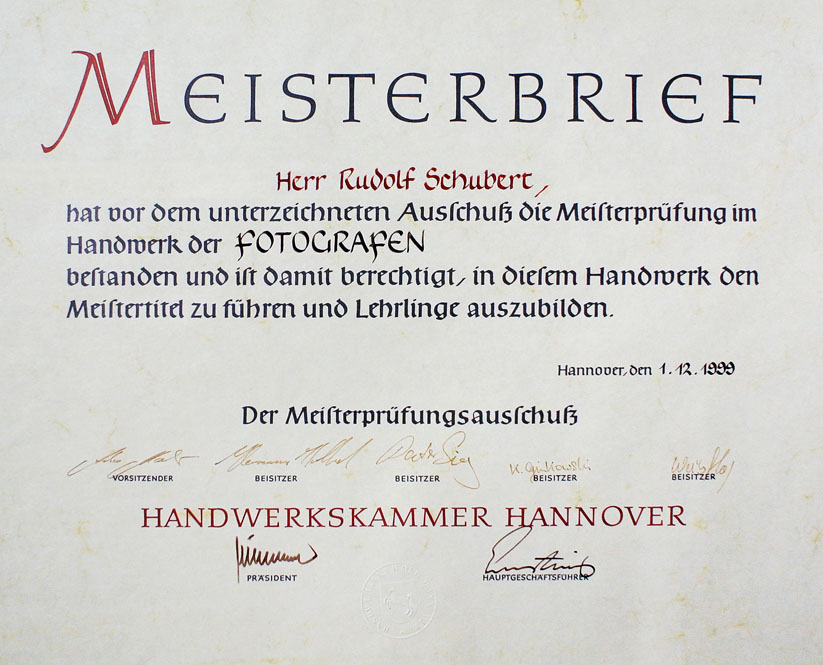 MEISTERBRIEF
Herr Rudolf Schubert,
hat vor dem unterzeichneten Ausſchuß die Meiſterprüfung im
Handwerk der FOTOGRAFEN
beſtanden und iſt damit berechtigt, in dieſem Handwerk den
Meiſtertitel zu führen und Lehrlinge auszubilden.
Hannover, den 1.12.1999
Der Meiſterprüfungsausſchuß
VORSITZENDER BEISITZER BEISITZER BEISITZER BEISITZER
HANDWERKSKAMMER HANNOVER
PRÄSIDENT HAUPTGESCHÄFTSFÜHRER